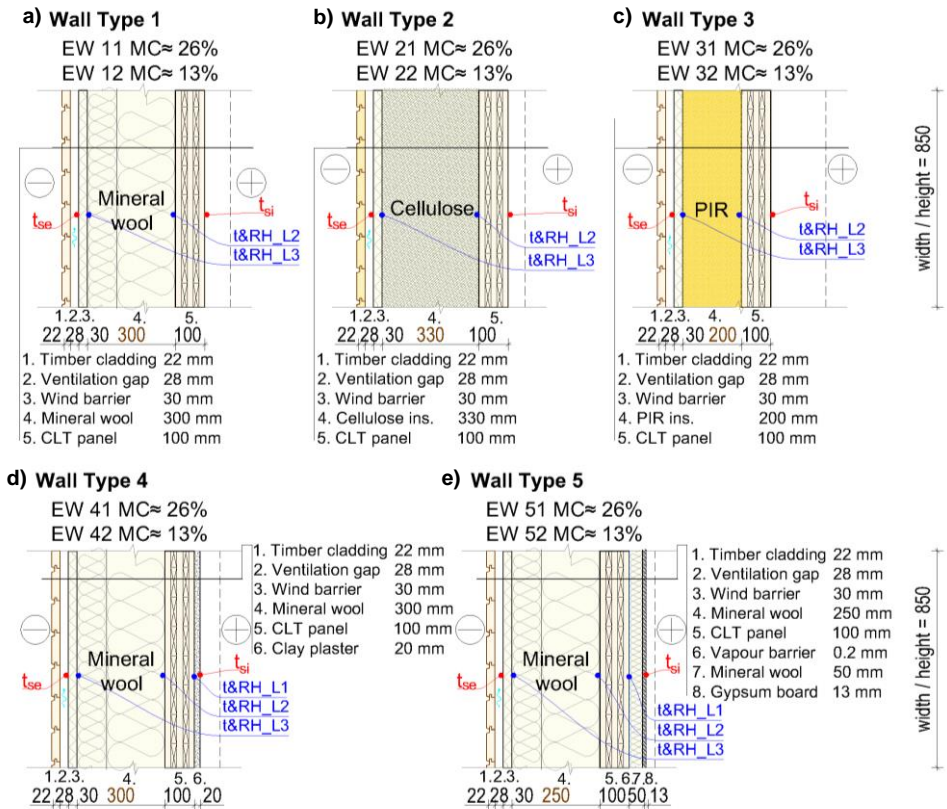 a) Wall Type 1
EW 11 MC≈ 26%
EW 12 MC≈ 13%
Mineral
wool
tse
tsi
t&RH_L2
t&RH_L3
1.2.3. 4. 5.
22 28 30 300 100
1. Timber cladding 22 mm
2. Ventilation gap 28 mm
3. Wind barrier 30 mm
4. Mineral wool 300 mm
5. CLT panel 100 mm
b) Wall Type 2
EW 21 MC≈ 26%
EW 22 MC≈ 13%
Cellulose
tse
tsi
t&RH_L2
t&RH_L3
1.2.3. 4. 5.
22 28 30 330 100
1. Timber cladding 22 mm
2. Ventilation gap 28 mm
3. Wind barrier 30 mm
4. Cellulose ins. 330 mm
5. CLT panel 100 mm
c) Wall Type 3
EW 31 MC≈ 26%
EW 32 MC≈ 13%
PIR
tse
tsi
t&RH_L2
t&RH_L3
1.2.3. 4. 5.
22 28 30 200 100
1. Timber cladding 22 mm
2. Ventilation gap 28 mm
3. Wind barrier 30 mm
4. PIR ins. 200 mm
5. CLT panel 100 mm
width / height = 850
d) Wall Type 4
EW 41 MC≈ 26%
EW 42 MC≈ 13%
1. Timber cladding 22 mm
2. Ventilation gap 28 mm
3. Wind barrier 30 mm
4. Mineral wool 300 mm
5. CLT panel 100 mm
6. Clay plaster 20 mm
Mineral
wool
tse
tsi
t&RH_L1
t&RH_L2
t&RH_L3
1.2.3. 4. 5. 6.
22 28 30 300 100 20
e) Wall Type 5
EW 51 MC≈ 26%
EW 52 MC≈ 13%
1. Timber cladding 22 mm
2. Ventilation gap 28 mm
3. Wind barrier 30 mm
4. Mineral wool 250 mm
5. CLT panel 100 mm
6. Vapour barrier 0.2 mm
7. Mineral wool 50 mm
8. Gypsum board 13 mm
Mineral
wool
tse
tsi
t&RH_L1
t&RH_L2
t&RH_L3
1.2.3. 4. 5. 6.7.8.
22 28 30 250 100 50 13
width / height = 850